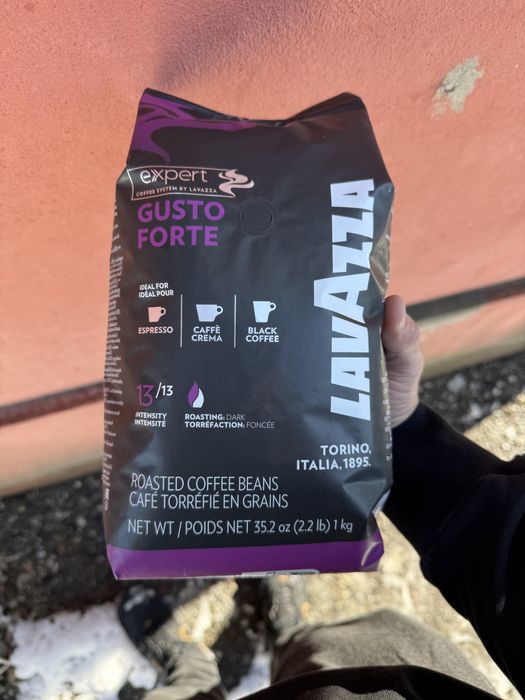 expert
COFFEE SYSTEM BY LAVAZZA
GUSTO
FORTE
LAVAZZA
IDEAL FOR
IDÉAL POUR
ESPRESSO
CAFFÈ
CREMA
BLACK
COFFEE
13/13
INTENSITY
INTENSITÉ
ROASTING: DARK
TORRÉFACTION: FONCÉE
TORINO,
ITALIA, 1895.
ROASTED COFFEE BEANS
CAFÉ TORRÉFIÉ EN GRAINS
NET WT / POIDS NET 35.2 oz (2.2 lb) 1 kg